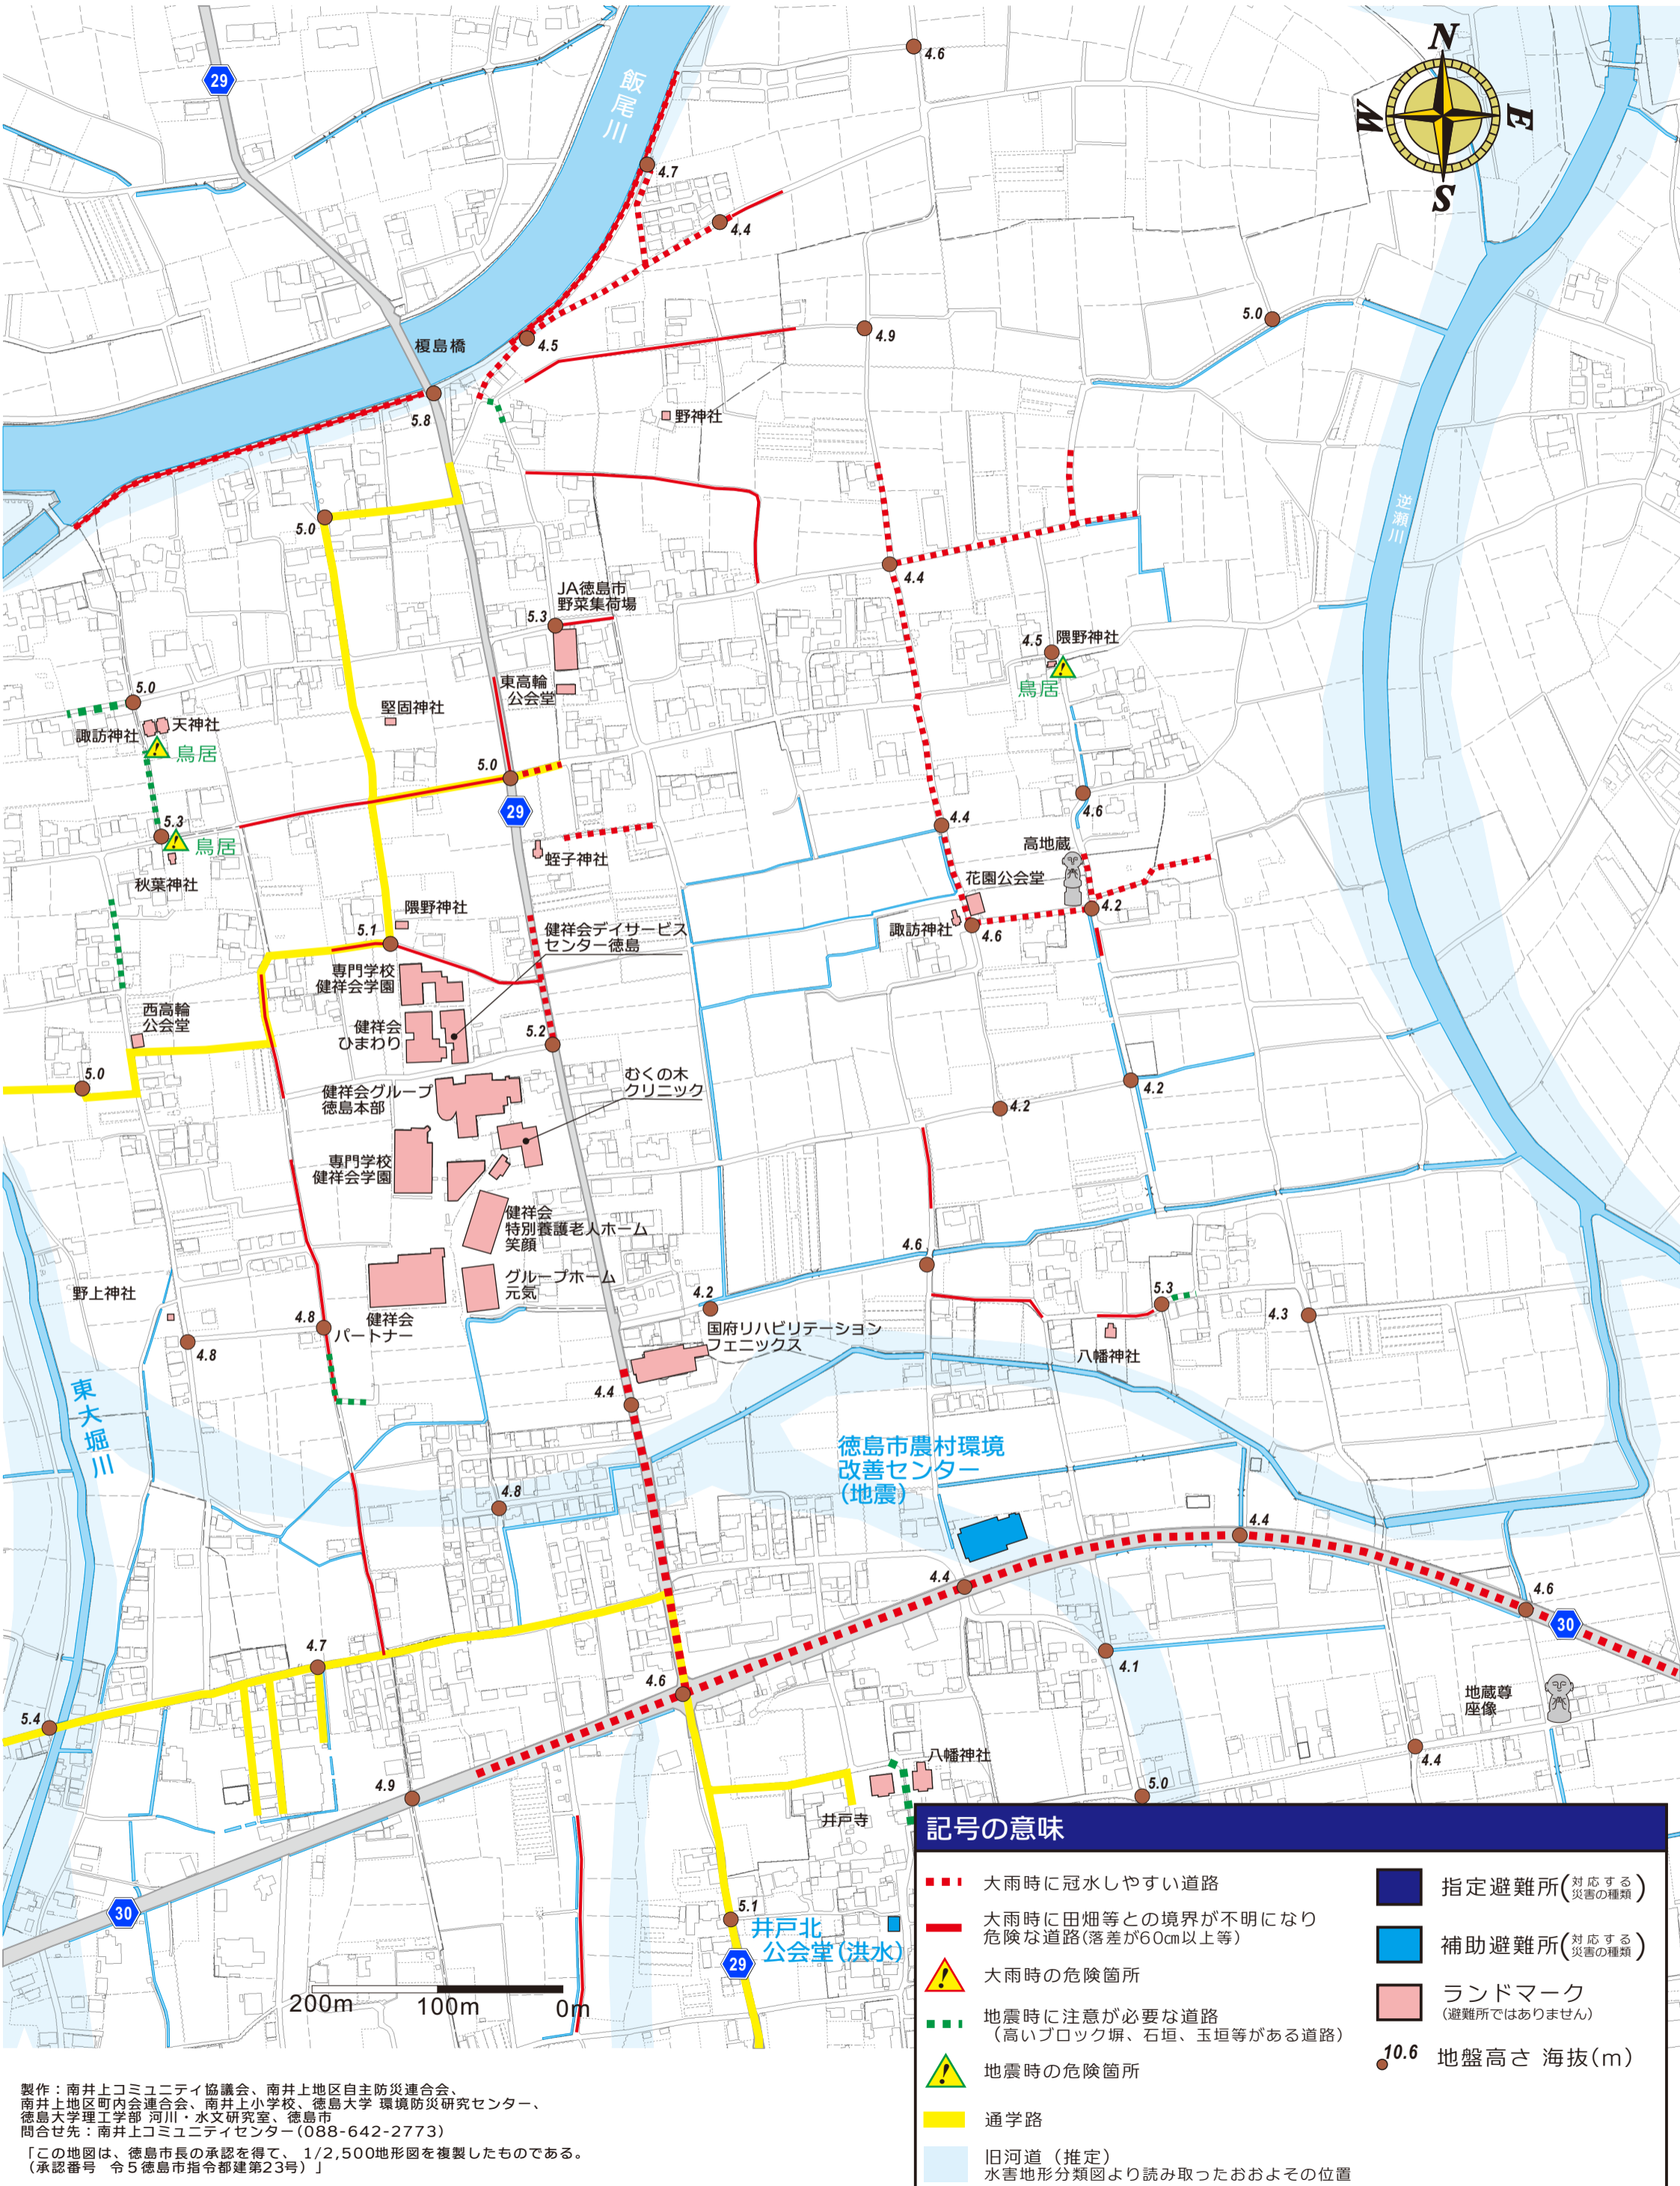 N
W
E
S
29
飯尾川
4.6
4.7
4.4
4.5
榎島橋
5.8
4.9
5.0
野神社
逆瀬川
5.0
4.4
JA徳島市
野菜集荷場
5.3
東高輪
公会堂
4.5
隈野神社
鳥居
5.0
諏訪神社
天神社
鳥居
堅固神社
5.0
29
4.6
5.3
鳥居
秋葉神社
蛭子神社
4.4
高地蔵
花園公会堂
諏訪神社
4.6
4.2
隈野神社
5.1
健祥会デイサービス
センター徳島
専門学校
健祥会学園
健祥会
ひまわり
5.2
西高輪
公会堂
5.0
健祥会グループ
徳島本部
むくの木
クリニック
4.2
4.2
専門学校
健祥会学園
健祥会
特別養護老人ホーム
笑顔
グループホーム
元気
4.6
野上神社
4.8
4.8
健祥会
パートナー
4.2
国府リハビリテーション
フェニックス
5.3
八幡神社
4.3
東大堀川
4.4
徳島市農村環境
改善センター
(地震)
4.8
4.4
4.4
4.6
30
4.7
4.6
4.1
地蔵尊
座像
5.4
4.9
4.4
5.0
八幡神社
井戸寺
30
5.1
井戸北
公会堂(洪水)
29
200m 100m 0m
記号の意味
大雨時に冠水しやすい道路
大雨時に田畑等との境界が不明になり
危険な道路(落差が60cm以上等)
大雨時の危険箇所
地震時に注意が必要な道路
(高いブロック塀、石垣、玉垣等がある道路)
地震時の危険箇所
通学路
旧河道(推定)
水害地形分類図より読み取ったおおよその位置
指定避難所(対応する災害の種類)
補助避難所(対応する災害の種類)
ランドマーク
(避難所ではありません)
10.6 地盤高さ 海抜(m)
製作：南井上コミュニティ協議会、南井上地区自主防災連合会、
南井上地区町内会連合会、南井上小学校、徳島大学 環境防災研究センター、
徳島大学理工学部 河川・水文研究室、徳島市
問合せ先：南井上コミュニティセンター(088-642-2773)
「この地図は、徳島市長の承認を得て、1/2,500地形図を複製したものである。
(承認番号 令5徳島市指令都建第23号)」